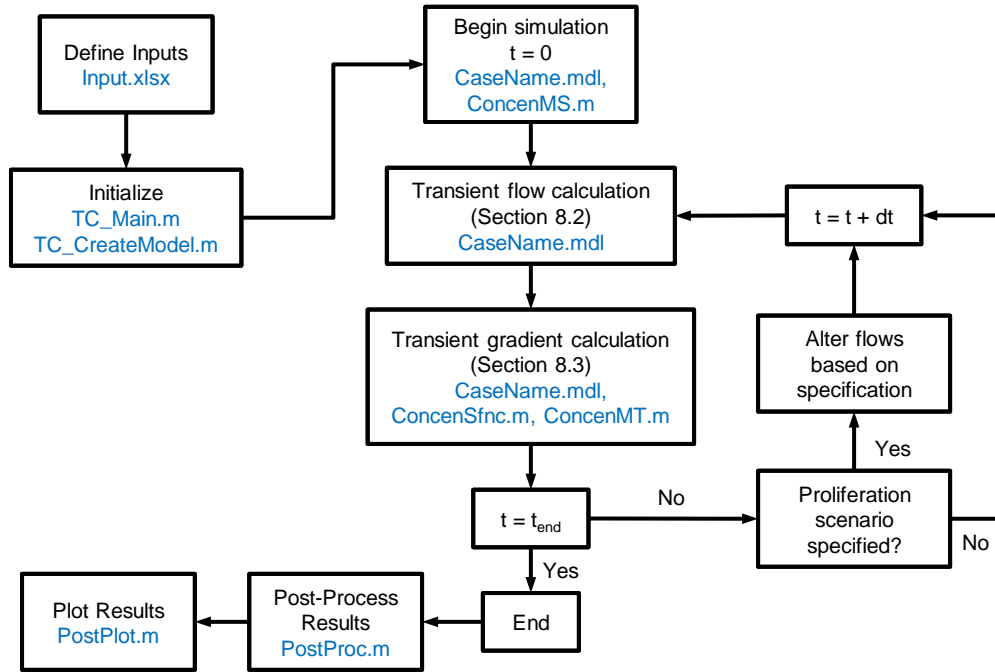 Define Inputs
Input.xlsx
Initialize
TC_Main.m
TC_CreateModel.m
Begin simulation
t = 0
CaseName.mdl,
ConcenMS.m
Transient flow calculation
(Section 8.2)
CaseName.mdl
Transient gradient calculation
(Section 8.3)
CaseName.mdl,
ConcenSfnc.m, ConcenMT.m
t = tend
No
Yes
Proliferation
scenario
specified?
No
Yes
Alter flows
based on
specification
t = t + dt
End
Post-Process
Results
PostProc.m
Plot Results
PostPlot.m